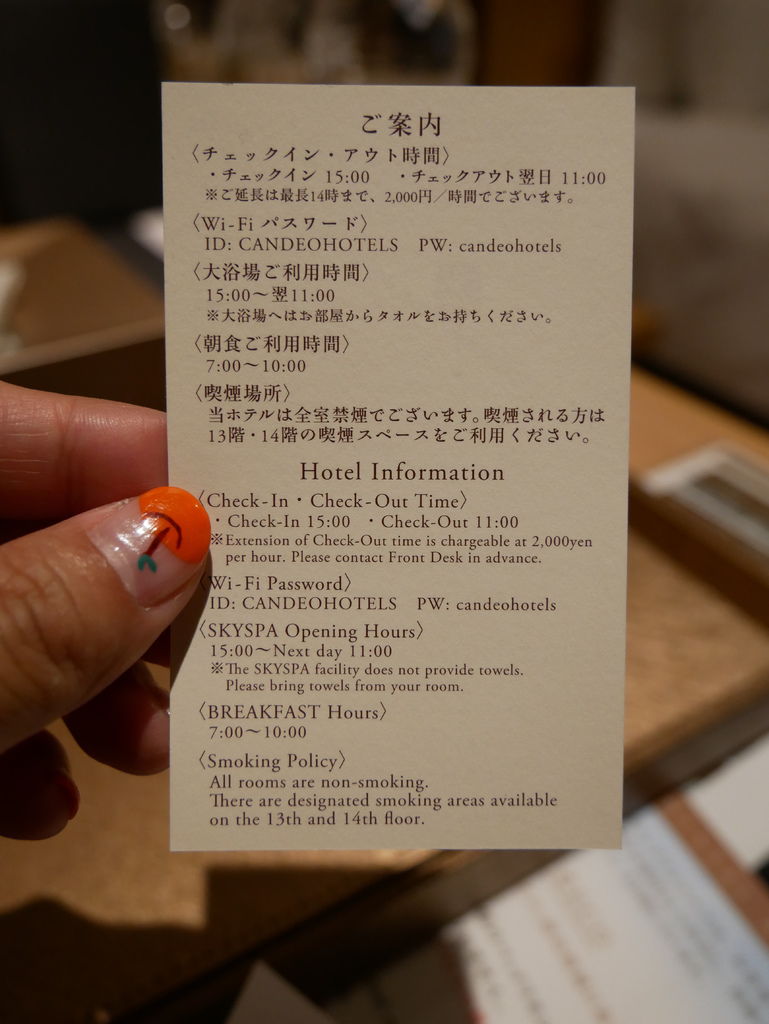 ご案内
〈チェックイン・アウト時間〉
・チェックイン 15:00 ・チェックアウト翌日 11:00
※ご延長は最長14時まで、2,000円／時間でございます。
〈Wi-Fi パスワード〉
ID: CANDEOHOTELS PW: candeohotels
〈大浴場ご利用時間〉
15:00〜翌11:00
※大浴場へはお部屋からタオルをお持ちください。
〈朝食ご利用時間〉
7:00〜10:00
〈喫煙場所〉
当ホテルは全室禁煙でございます。喫煙される方は
13階・14階の喫煙スペースをご利用ください。
Hotel Information
〈Check-In・Check-Out Time〉
・Check-In 15:00 ・Check-Out 11:00
※Extension of Check-Out time is chargeable at 2,000yen
per hour. Please contact Front Desk in advance.
〈Wi-Fi Password〉
ID: CANDEOHOTELS PW: candeohotels
〈SKYSPA Opening Hours〉
15:00〜Next day 11:00
※The SKYSPA facility does not provide towels.
Please bring towels from your room.
〈BREAKFAST Hours〉
7:00〜10:00
〈Smoking Policy〉
All rooms are non-smoking.
There are designated smoking areas available
on the 13th and 14th floor.